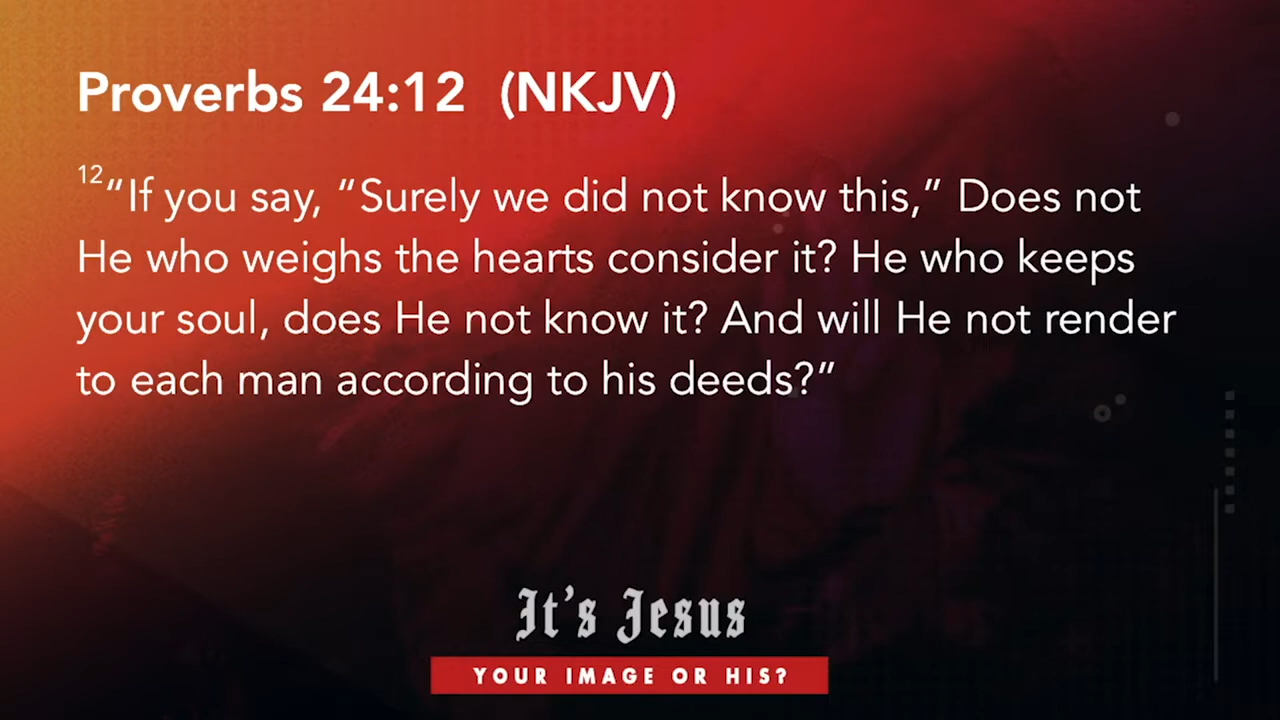 Proverbs 24:12 (NKJV)
12“If you say, “Surely we did not know this,” Does not
He who weighs the hearts consider it? He who keeps
your soul, does He not know it? And will He not render
to each man according to his deeds?”
It's Jesus
YOUR IMAGE OR HIS?